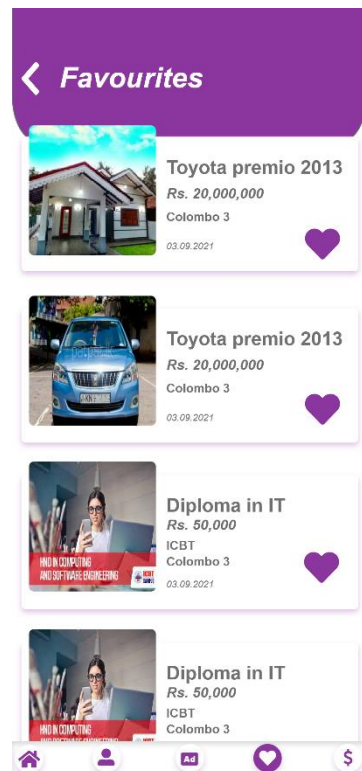 Favourites
Toyota premio 2013
Rs. 20,000,000
Colombo 3
03.09.2021
Toyota premio 2013
Rs. 20,000,000
Colombo 3
03.09.2021
HND IN COMPUTING
AND SOFTWARE ENGINEERING
ICBT
Diploma in IT
Rs. 50,000
ICBT
Colombo 3
03.09.2021
HND IN COMPUTING
Diploma in IT
Rs. 50,000
ICBT
Colombo 3
Ad
$